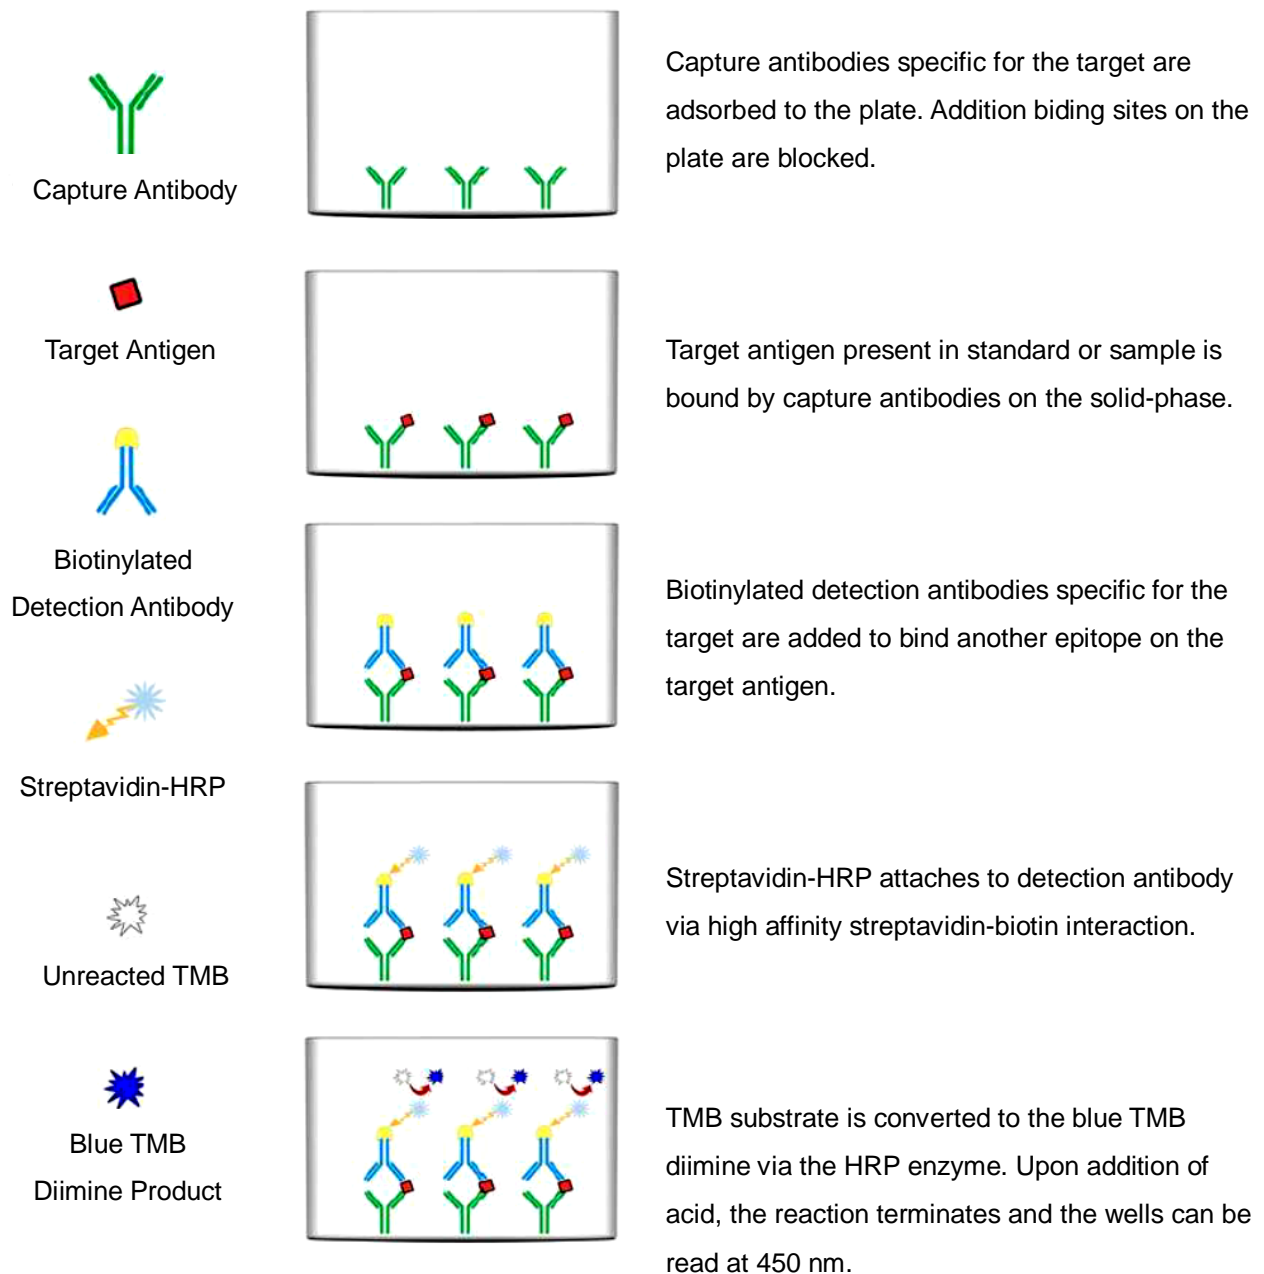 Capture Antibody
Capture antibodies specific for the target are
adsorbed to the plate. Addition biding sites on the
plate are blocked.
Target Antigen
Target antigen present in standard or sample is
bound by capture antibodies on the solid-phase.
Biotinylated
Detection Antibody
Biotinylated detection antibodies specific for the
target are added to bind another epitope on the
target antigen.
Streptavidin-HRP
Streptavidin-HRP attaches to detection antibody
via high affinity streptavidin-biotin interaction.
Unreacted TMB
Blue TMB
Diimine Product
TMB substrate is converted to the blue TMB
diimine via the HRP enzyme. Upon addition of
acid, the reaction terminates and the wells can be
read at 450 nm.